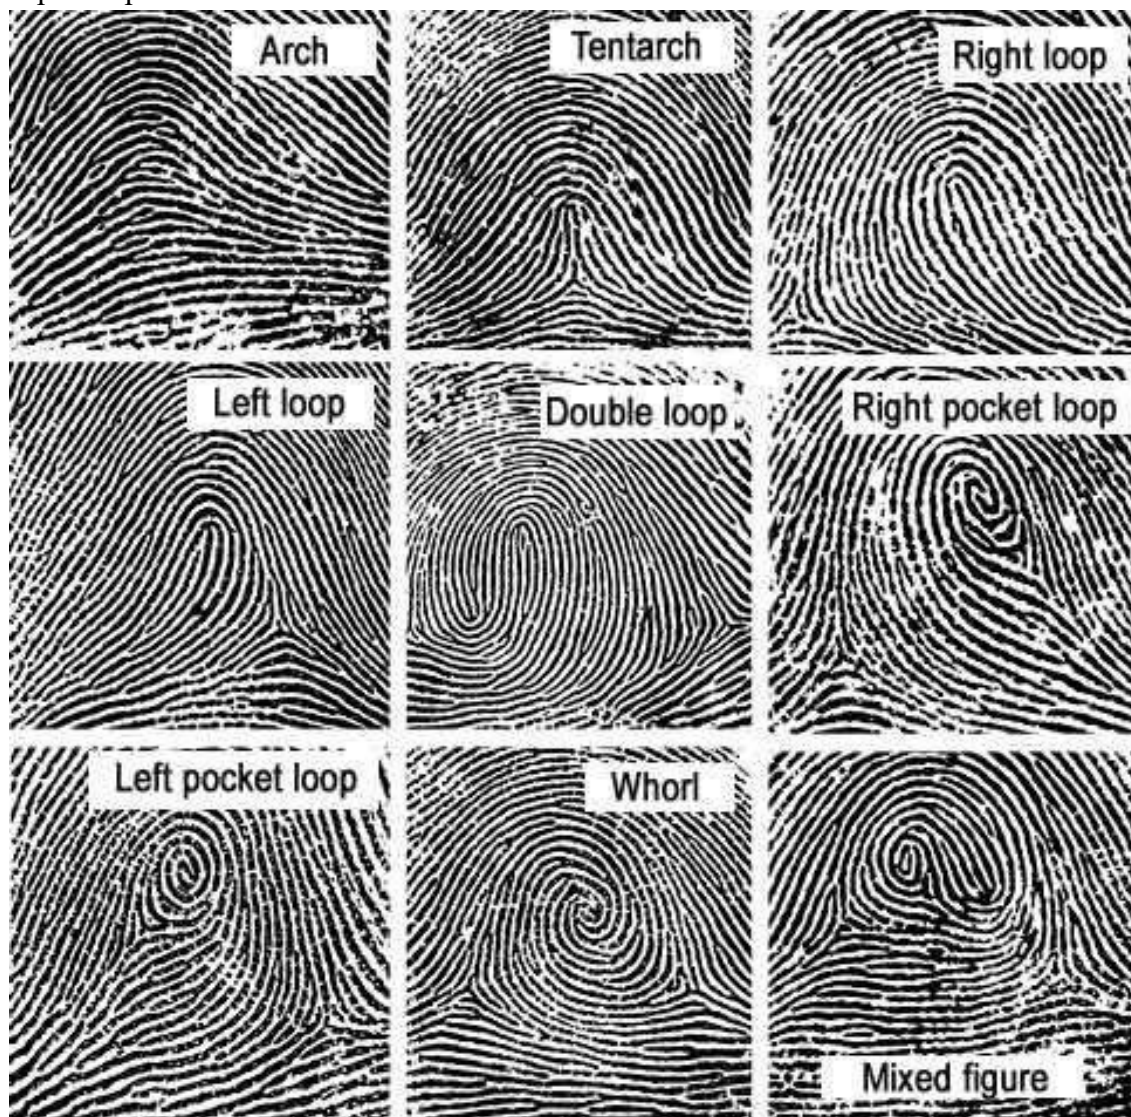 Arch
Tentarch
Right loop
Left loop
Double loop
Right pocket loop
Left pocket loop
Whorl
Mixed figure